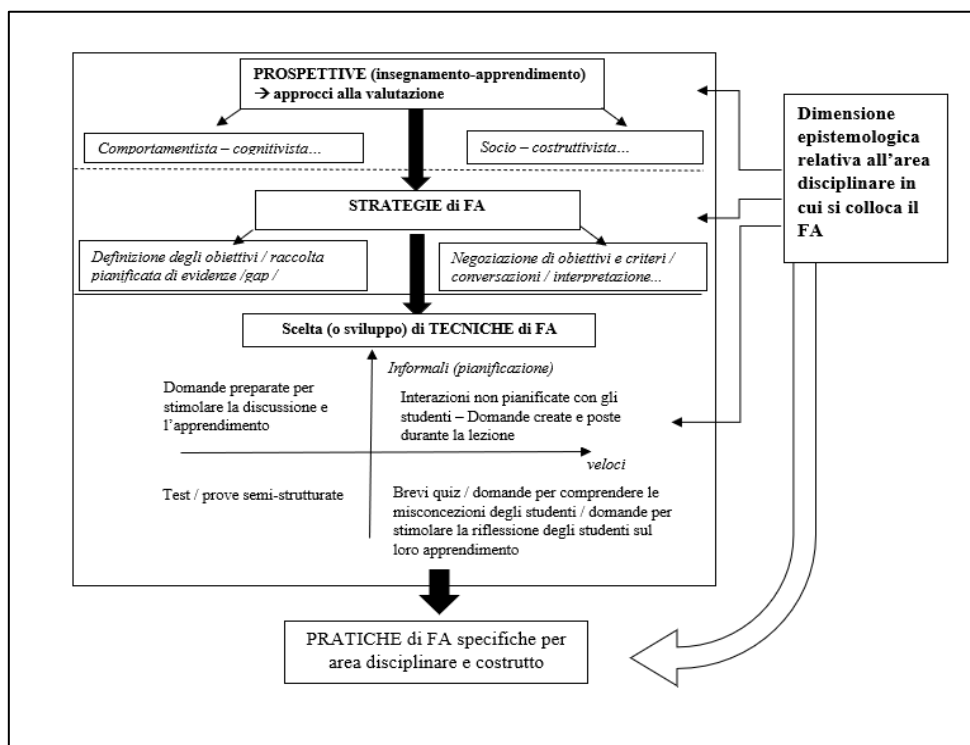 PROSPETTIVE (insegnamento-apprendimento)
→ approcci alla valutazione
Comportamentista – cognitivista…
Socio – costruttivista…
Dimensione
epistemologica
relativa all’area
disciplinare in
cui si colloca il
FA
STRATEGIE di FA
Definizione degli obiettivi / raccolta
pianificata di evidenze /gap /
Negoziazione di obiettivi e criteri /
conversazioni / interpretazione…
Scelta (o sviluppo) di TECNICHE di FA
Informali (pianificazione)
Domande preparate per
stimolare la discussione e
l’apprendimento
Interazioni non pianificate con gli
studenti – Domande create e poste
durante la lezione
veloci
Test / prove semi-strutturate
Brevi quiz / domande per comprendere le
misconcezioni degli studenti / domande per
stimolare la riflessione degli studenti sul
loro apprendimento
PRATICHE di FA specifiche per
area disciplinare e costrutto